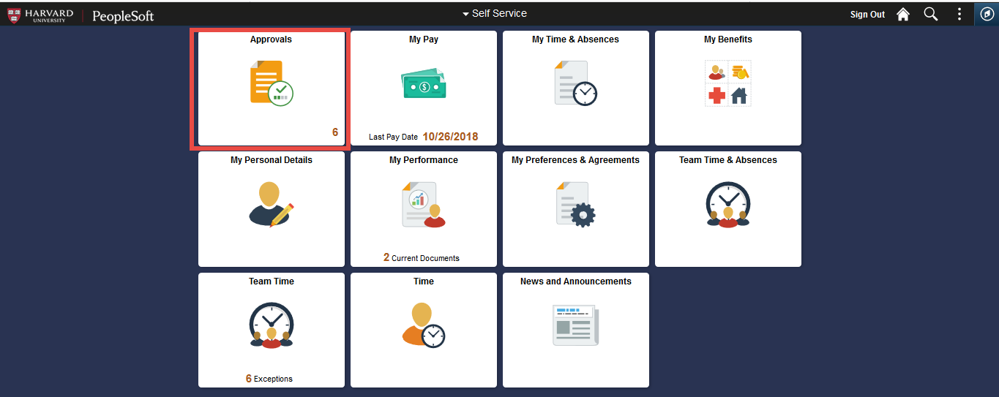 HARVARD
UNIVERSITY
PeopleSoft
Self Service
Sign Out
Approvals
6
My Pay
Last Pay Date 10/26/2018
My Time & Absences
My Benefits
My Personal Details
My Performance
2 Current Documents
My Preferences & Agreements
Team Time & Absences
Team Time
6 Exceptions
Time
News and Announcements